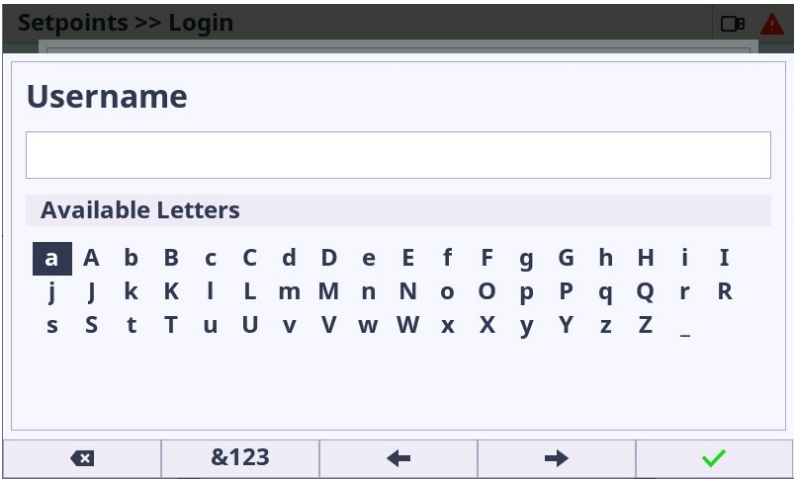 Setpoints >> Login
Username
Available Letters
a A b B c C d D e E f F g G h H i I
j J k K l L m M n N o O p P q Q r R
s S t T u U v V w W x X y Y z Z _
&123